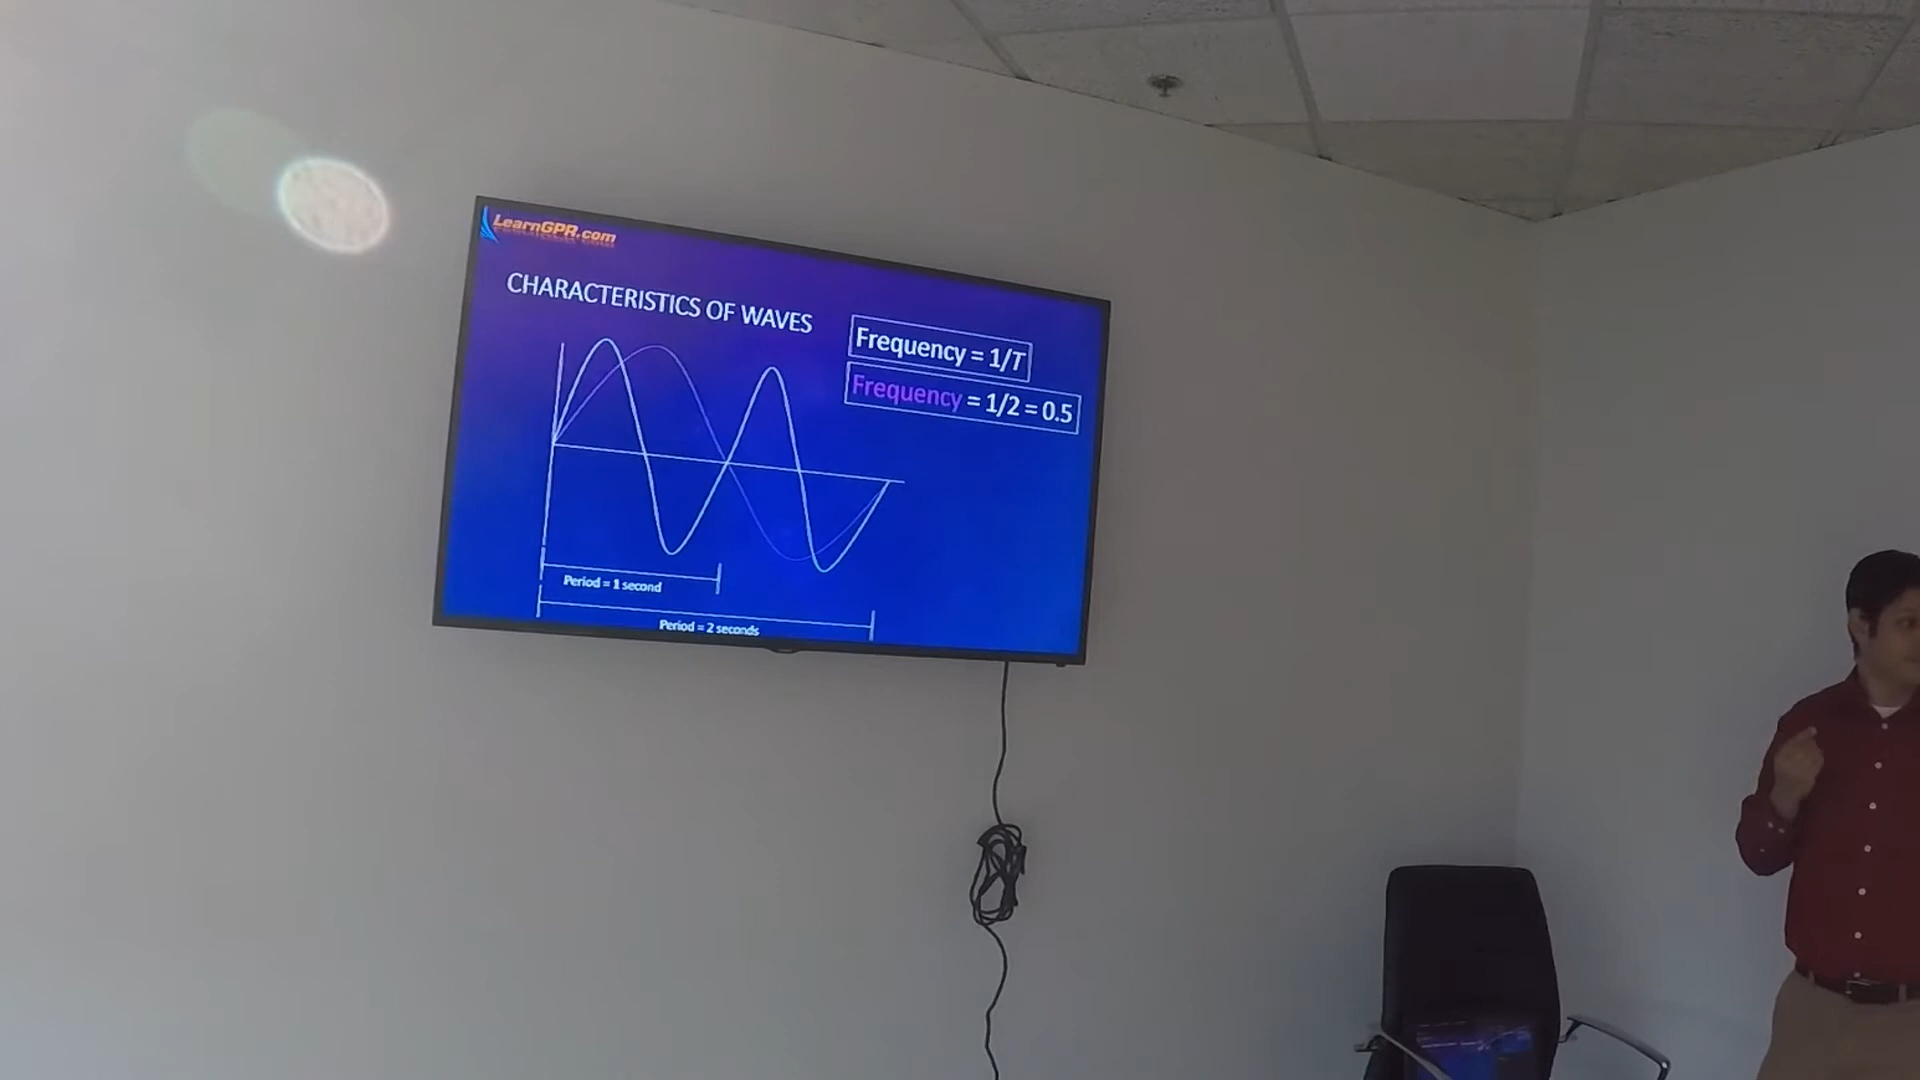 LearnGPR.com
CHARACTERISTICS OF WAVES
Frequency = 1/T
Frequency = 1/2 = 0.5
Period = 1 second
Period = 2 seconds